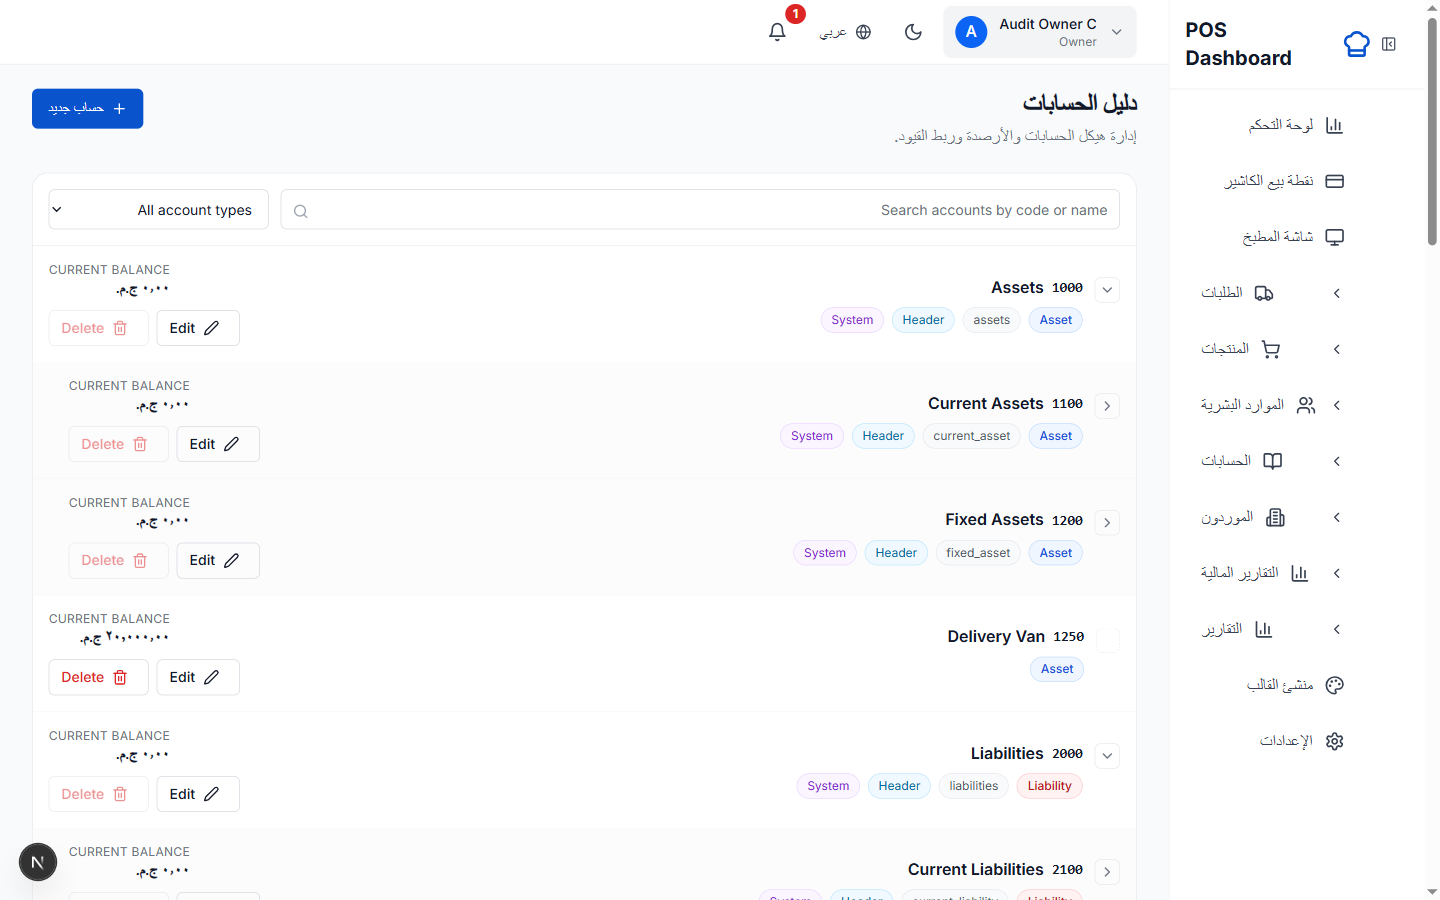 POS Dashboard
لوحة التحكم
نقطة بيع الكاشير
شاشة المطبخ
الطلبات
المنتجات
الموارد البشرية
الحسابات
الموردون
التقارير المالية
التقارير
منشئ القالب
الإعدادات
A
Audit Owner C
Owner
عربي
1
دليل الحسابات
إدارة هيكل الحسابات والأرصدة وربط القيود.
حساب جديد
Search accounts by code or name
All account types
Assets 1000
System Header assets Asset
CURRENT BALANCE
٠,٠٠ ج.م.
Delete Edit
Current Assets 1100
System Header current_asset Asset
CURRENT BALANCE
٠,٠٠ ج.م.
Delete Edit
Fixed Assets 1200
System Header fixed_asset Asset
CURRENT BALANCE
٠,٠٠ ج.م.
Delete Edit
Delivery Van 1250
Asset
CURRENT BALANCE
٢٠,٠٠٠,٠٠ ج.م.
Delete Edit
Liabilities 2000
System Header liabilities Liability
CURRENT BALANCE
٠,٠٠ ج.م.
Delete Edit
Current Liabilities 2100
System Header current_liability Liability
CURRENT BALANCE
٠,٠٠ ج.م.
N